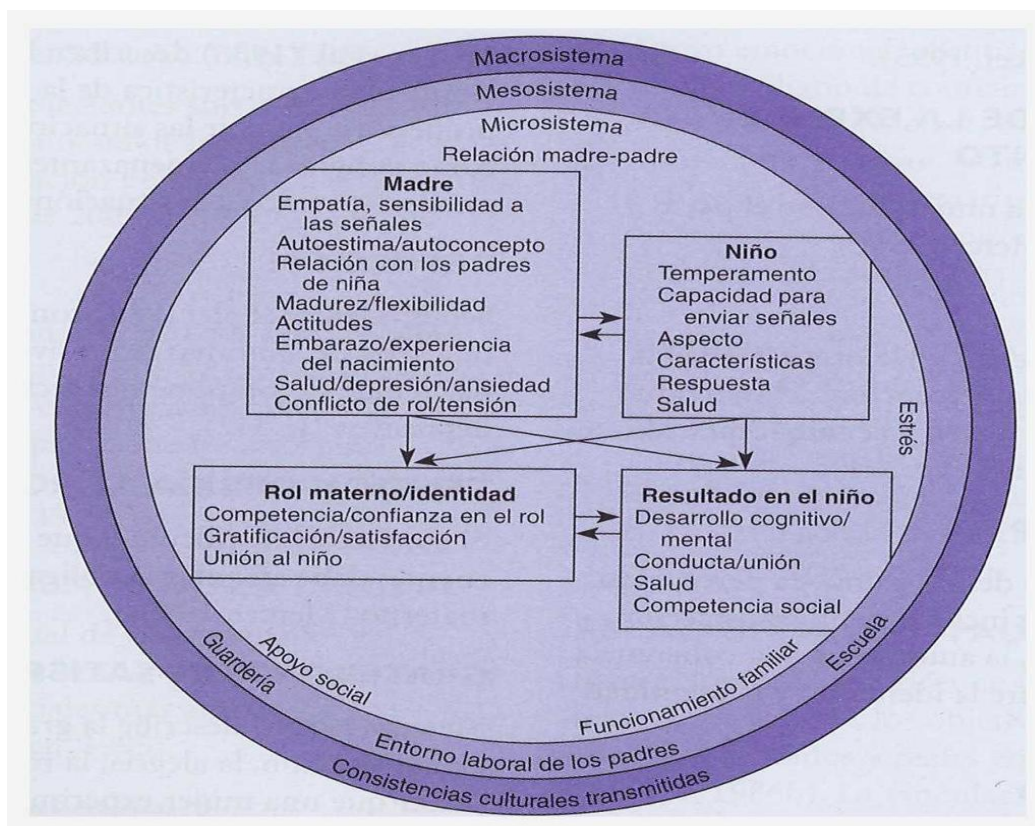 Macrosistema
Mesosistema
Microsistema
Relación madre-padre
Madre
Empatía, sensibilidad a
las señales
Autoestima/autoconcepto
Relación con los padres
de niña
Madurez/flexibilidad
Actitudes
Embarazo/experiencia
del nacimiento
Salud/depresión/ansiedad
Conflicto de rol/tensión
Niño
Temperamento
Capacidad para
enviar señales
Aspecto
Características
Respuesta
Salud
Estrés
Rol materno/identidad
Competencia/confianza en el rol
Gratificación/satisfacción
Unión al niño
Resultado en el niño
Desarrollo cognitivo/
mental
Conducta/unión
Salud
Competencia social
Guardería
Apoyo social
Funcionamiento familiar
Escuela
Entorno laboral de los padres
Consistencias culturales transmitidas